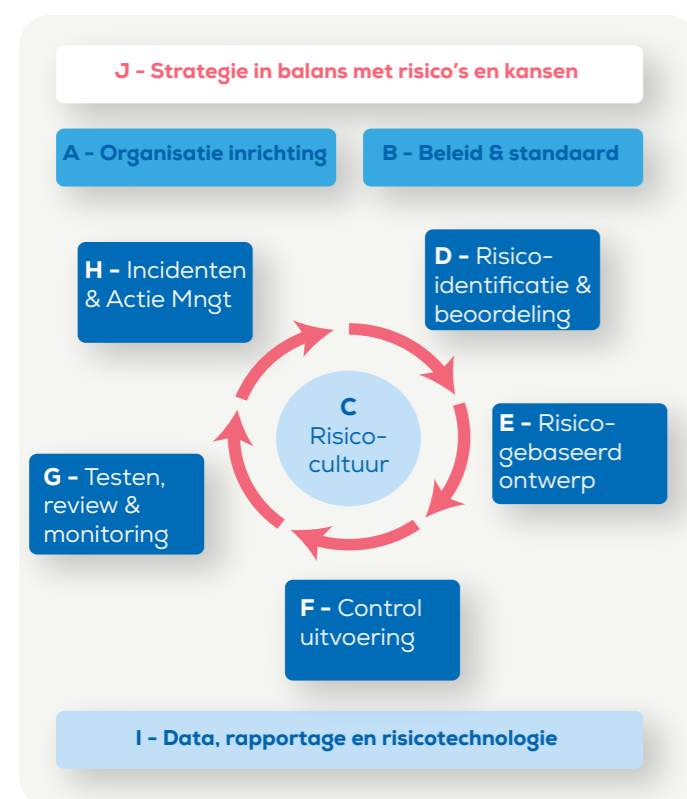 J - Strategie in balans met risico’s en kansen
A - Organisatie inrichting
B - Beleid & standaard
H - Incidenten
& Actie Mngt
D - Risico-
identificatie &
beoordeling
C
Risico-
cultuur
E - Risico-
gebaseerd
ontwerp
G - Testen,
review &
monitoring
F - Control
uitvoering
I - Data, rapportage en risicotechnologie